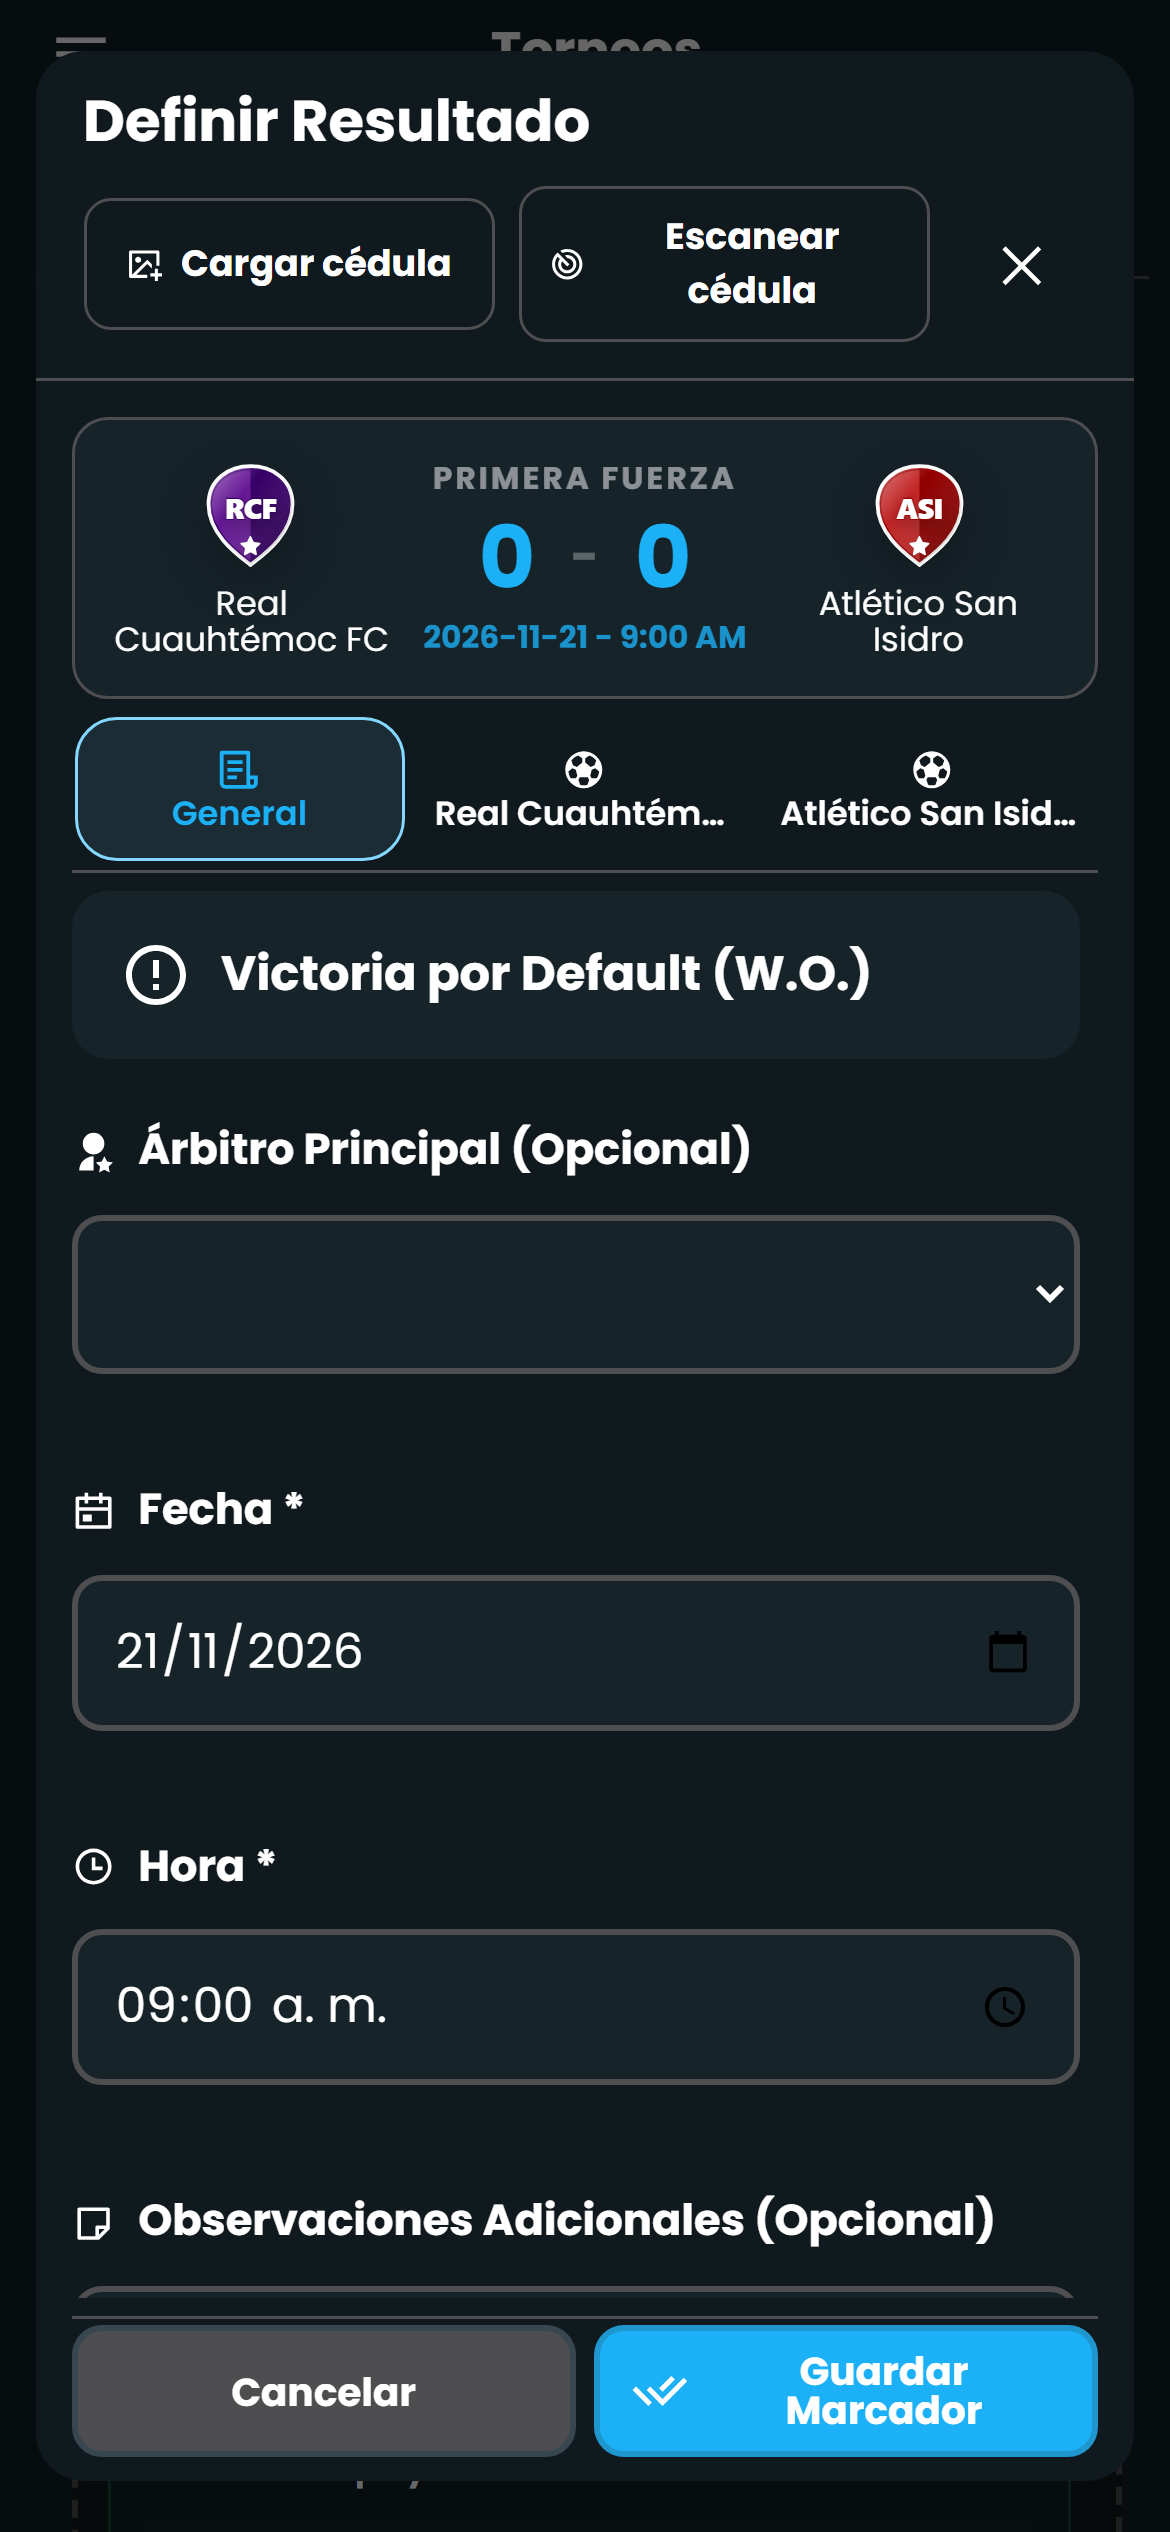 Torneos
Definir Resultado
Cargar cédula
Escanear
cédula
PRIMERA FUERZA
RCF
0 - 0
ASI
Real
Cuauhtémoc FC
2026-11-21 - 9:00 AM
Atlético San
Isidro
General
Real Cuauhtém...
Atlético San Isid...
Victoria por Default (W.O.)
Árbitro Principal (Opcional)
Fecha *
21/11/2026
Hora *
09:00 a. m.
Observaciones Adicionales (Opcional)
Cancelar
Guardar
Marcador